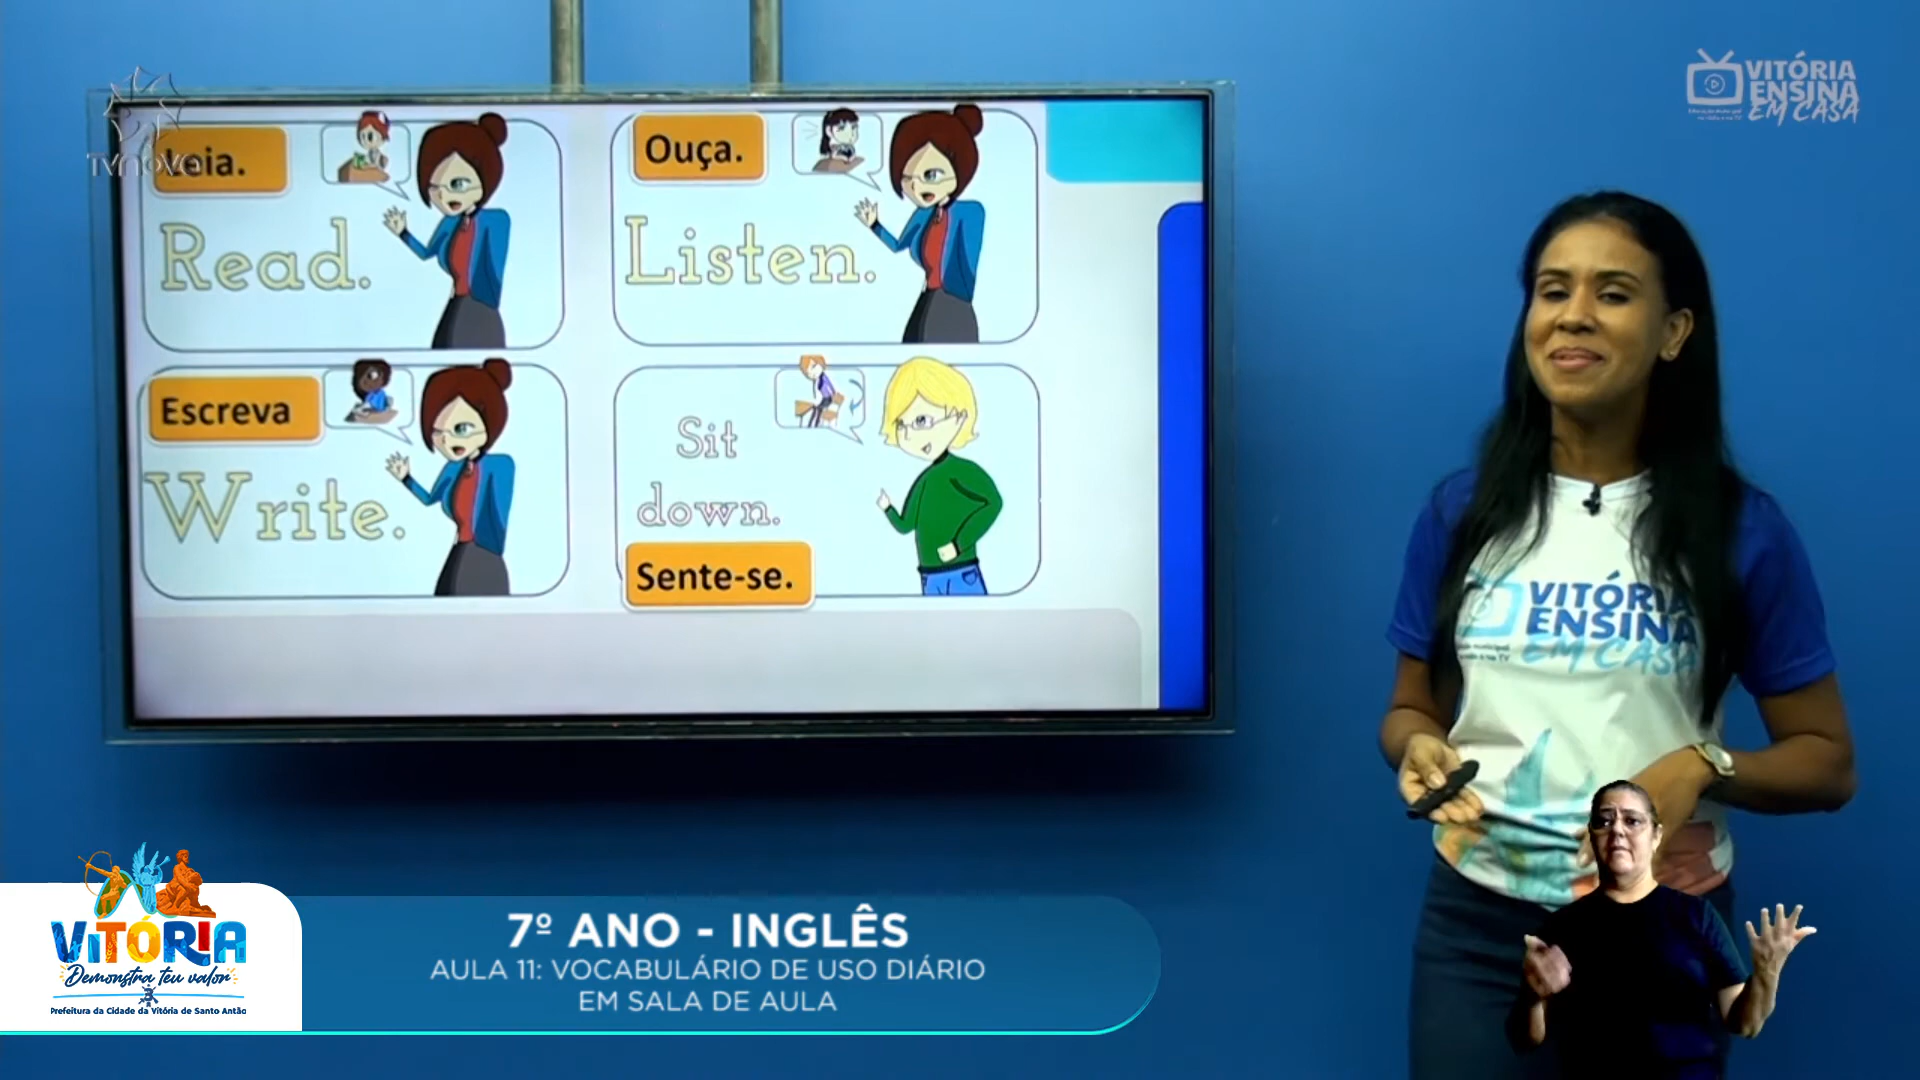 TVnova
VITÓRIA
ENSINA
EM CASA
Leia.
Read.
Ouça.
Listen.
Escreva
Write.
Sit
down.
Sente-se.
VITÓRIA
ENSINA
EM CASA
VITÓRIA
Demonstra teu valor
Prefeitura da Cidade da Vitória de Santo Antão
7º ANO - INGLÊS
AULA 11: VOCABULÁRIO DE USO DIÁRIO
EM SALA DE AULA